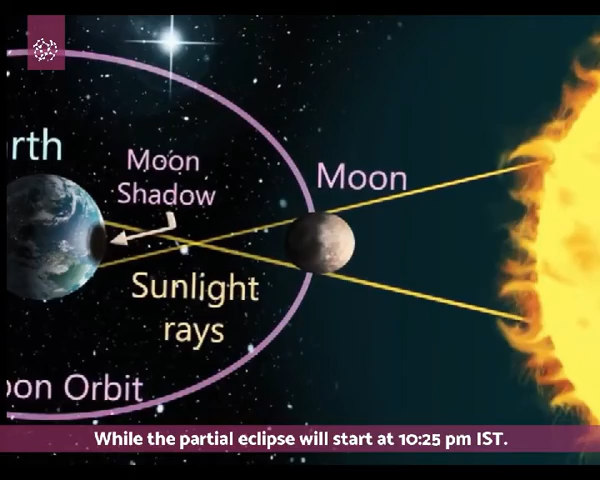 rth
Moon
Shadow
Moon
Sunlight
rays
oon Orbit
While the partial eclipse will start at 10:25 pm IST.